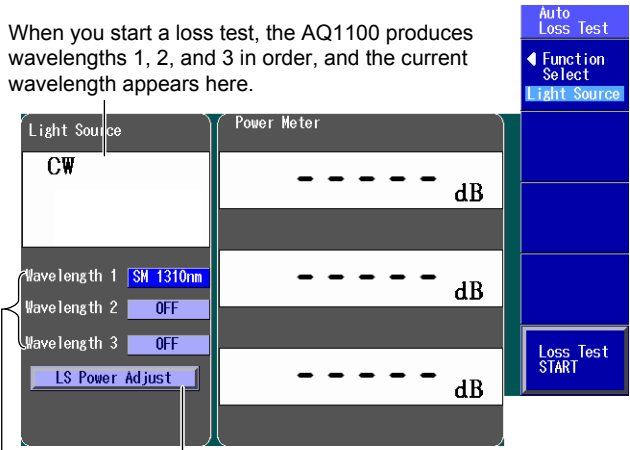 When you start a loss test, the AQ1100 produces
wavelengths 1, 2, and 3 in order, and the current
wavelength appears here.
Auto
Loss Test
Function
Select
Light Source
Light Source
CW
Power Meter
- - - - - dB
Wavelength 1 SM 1310nm
- - - - - dB
Wavelength 2 OFF
Wavelength 3 OFF
LS Power Adjust
- - - - - dB
Loss Test
START